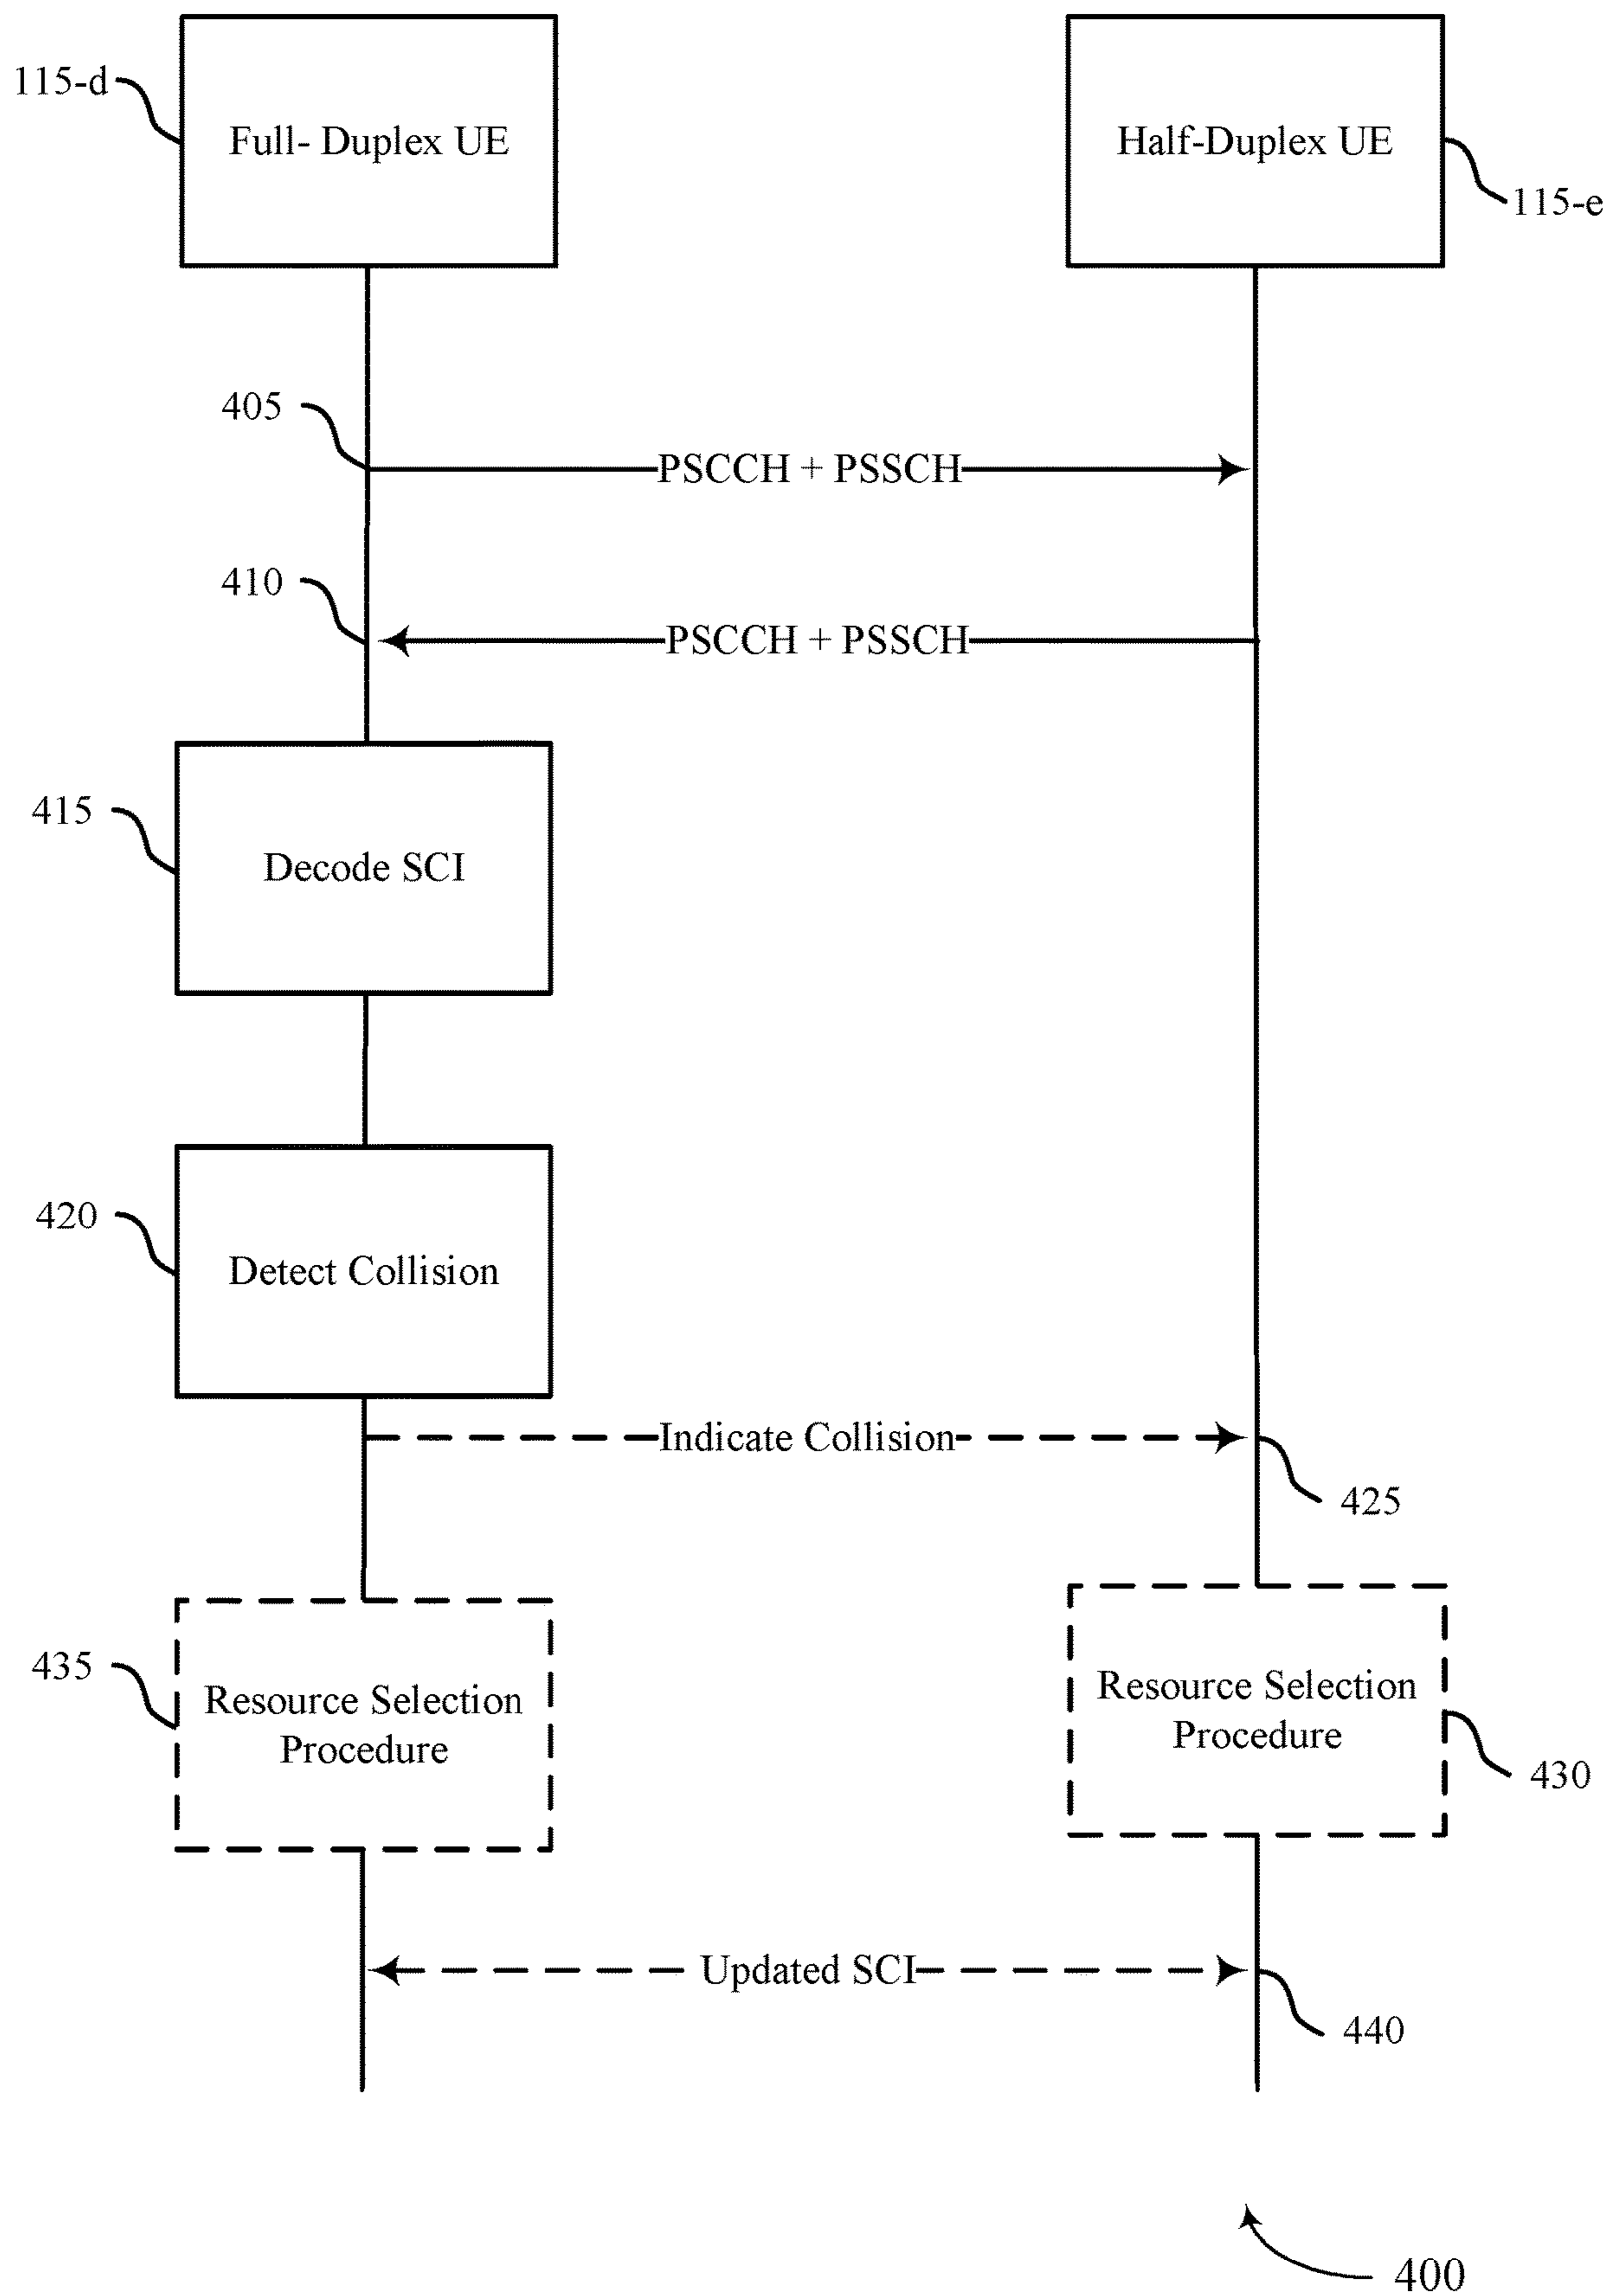 115-d
Full- Duplex UE
Half-Duplex UE
115-e
405
PSCCH + PSSCH
410
PSCCH + PSSCH
415
Decode SCI
420
Detect Collision
Indicate Collision
425
435
Resource Selection
Procedure
Resource Selection
Procedure
430
Updated SCI
440
400